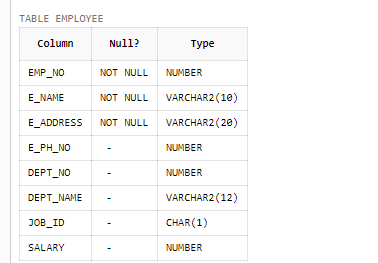 TABLE EMPLOYEE
Column Null? Type
EMP_NO NOT NULL NUMBER
E_NAME NOT NULL VARCHAR2(10)
E_ADDRESS NOT NULL VARCHAR2(20)
E_PH_NO - NUMBER
DEPT_NO - NUMBER
DEPT_NAME - VARCHAR2(12)
JOB_ID - CHAR(1)
SALARY - NUMBER